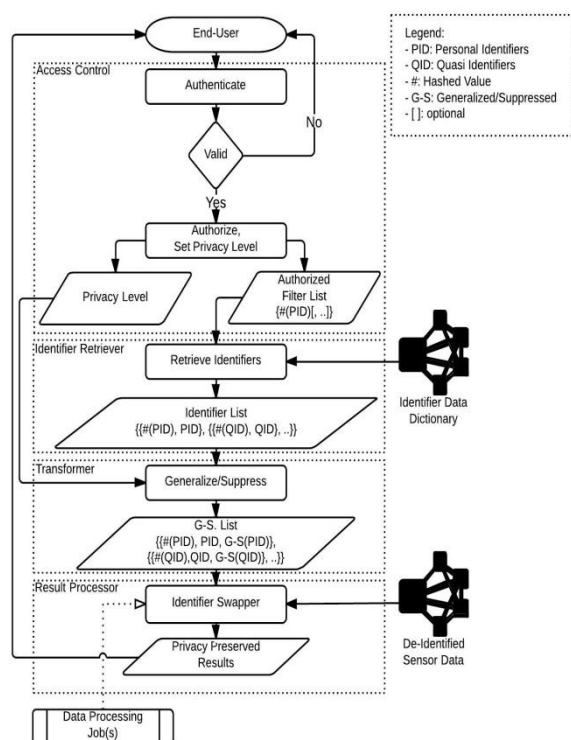 End-User
Legend:
- PID: Personal Identifiers
- QID: Quasi Identifiers
- #: Hashed Value
- G-S: Generalized/Suppressed
- [ ]: optional
Access Control
Authenticate
No
Valid
Yes
Authorize,
Set Privacy Level
Privacy Level
Authorized
Filter List
{#(PID)[, ..]}
Identifier Retriever
Retrieve Identifiers
Identifier Data
Dictionary
Identifier List
{{#(PID), PID}, {{#(QID), QID}, ..}}
Transformer
Generalize/Suppress
G-S. List
{{#(PID), PID, G-S(PID)},
{{#(QID),QID, G-S(QID)}, ..}}
Result Processor
Identifier Swapper
De-Identified
Sensor Data
Privacy Preserved
Results
Data Processing
Job(s)